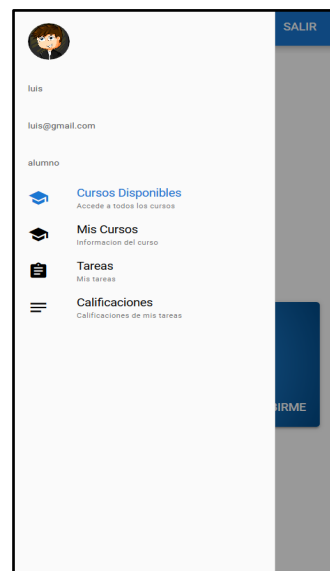 SALIR
luis
luis@gmail.com
alumno
Cursos Disponibles
Accede a todos los cursos
Mis Cursos
Informacion del curso
Tareas
Mis tareas
Calificaciones
Calificaciones de mis tareas